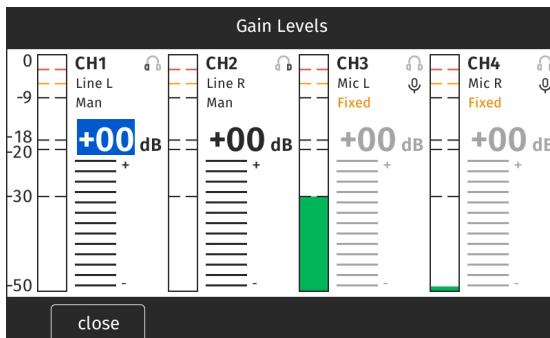 Gain Levels
0
-9
-18
-20
-30
-50
CH1
Line L
Man
+00 dB
+
-
CH2
Line R
Man
+00 dB
+
-
CH3
Mic L
Fixed
+00 dB
+
-
CH4
Mic R
Fixed
+00 dB
+
-
close